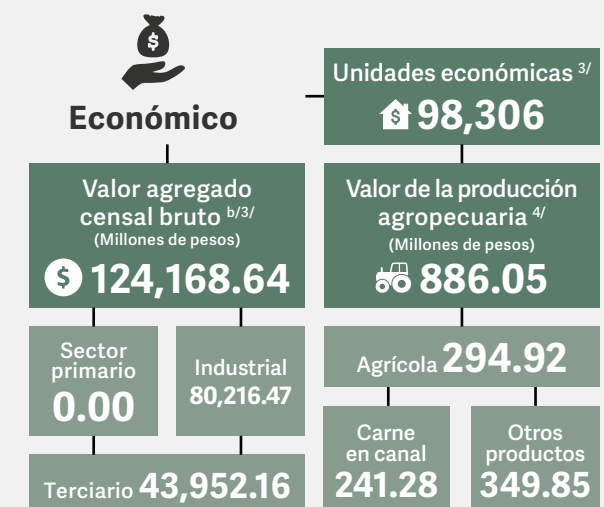 $
Económico
Unidades económicas 3/
$ 98,306
Valor agregado
censal bruto b/3/
(Millones de pesos)
$ 124,168.64
Valor de la producción
agropecuaria 4/
(Millones de pesos)
886.05
Sector
primario
0.00
Industrial
80,216.47
Terciario 43,952.16
Agrícola 294.92
Carne
en canal
241.28
Otros
productos
349.85